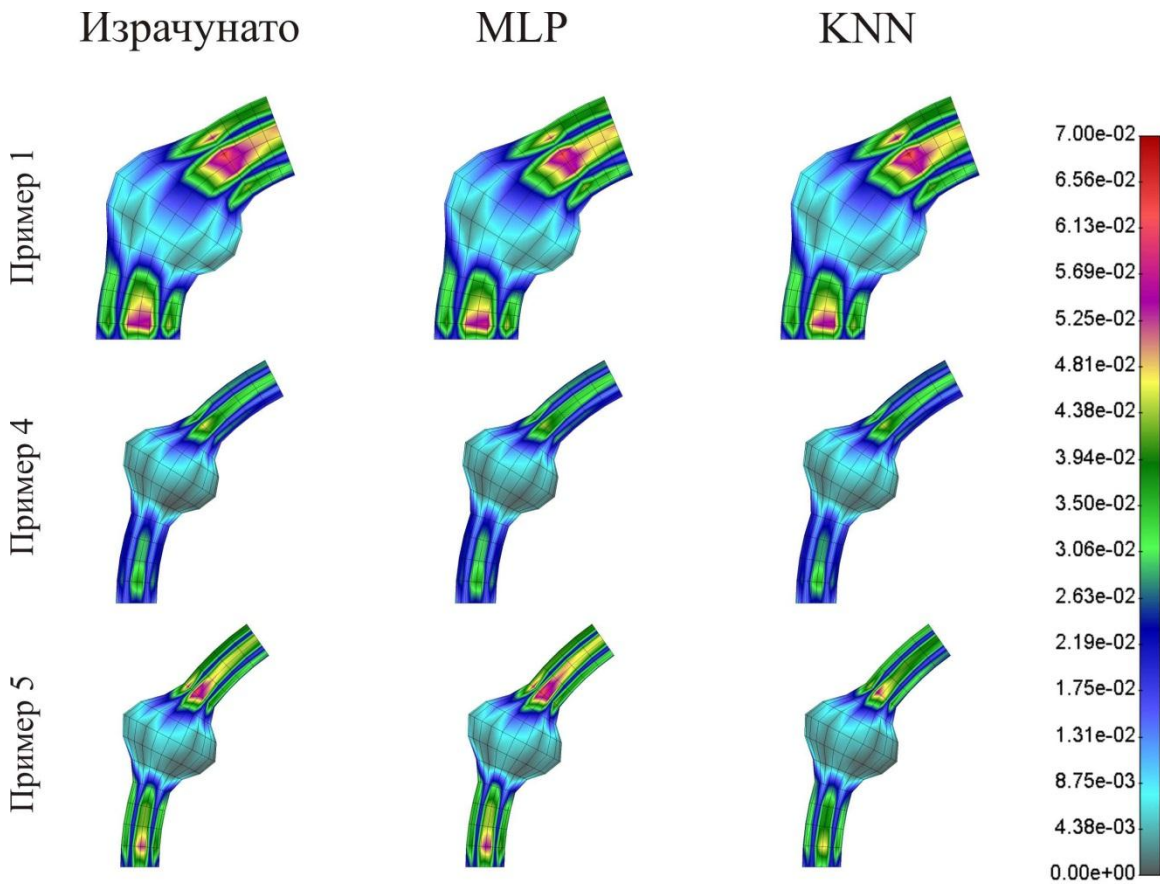 Израчунато
MLP
KNN
Пример 1
Пример 4
Пример 5
7.00e-02
6.56e-02
6.13e-02
5.69e-02
5.25e-02
4.81e-02
4.38e-02
3.94e-02
3.50e-02
3.06e-02
2.63e-02
2.19e-02
1.75e-02
1.31e-02
8.75e-03
4.38e-03
0.00e+00